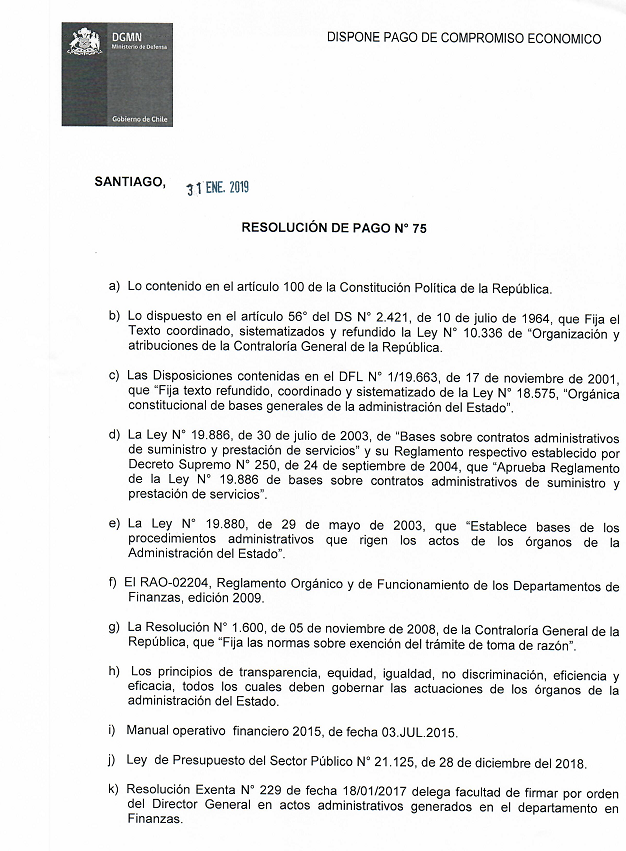 DGMN
Ministerio de Defensa
Gobierno de Chile
DISPONE PAGO DE COMPROMISO ECONOMICO
SANTIAGO, 31 ENE. 2019
RESOLUCIÓN DE PAGO N° 75
a) Lo contenido en el artículo 100 de la Constitución Política de la República.
b) Lo dispuesto en el artículo 56° del DS N° 2.421, de 10 de julio de 1964, que Fija el
Texto coordinado, sistematizados y refundido la Ley N° 10.336 de “Organización y
atribuciones de la Contraloría General de la República.
c) Las Disposiciones contenidas en el DFL N° 1/19.663, de 17 de noviembre de 2001,
que “Fija texto refundido, coordinado y sistematizado de la Ley N° 18.575, “Orgánica
constitucional de bases generales de la administración del Estado”.
d) La Ley N° 19.886, de 30 de julio de 2003, de “Bases sobre contratos administrativos
de suministro y prestación de servicios” y su Reglamento respectivo establecido por
Decreto Supremo N° 250, de 24 de septiembre de 2004, que “Aprueba Reglamento
de la Ley N° 19.886 de bases sobre contratos administrativos de suministro y
prestación de servicios”.
e) La Ley N° 19.880, de 29 de mayo de 2003, que “Establece bases de los
procedimientos administrativos que rigen los actos de los órganos de la
Administración del Estado”.
f) El RAO-02204, Reglamento Orgánico y de Funcionamiento de los Departamentos de
Finanzas, edición 2009.
g) La Resolución N° 1.600, de 05 de noviembre de 2008, de la Contraloría General de la
República, que “Fija las normas sobre exención del trámite de toma de razón”.
h) Los principios de transparencia, equidad, igualdad, no discriminación, eficiencia y
eficacia, todos los cuales deben gobernar las actuaciones de los órganos de la
administración del Estado.
i) Manual operativo financiero 2015, de fecha 03.JUL.2015.
j) Ley de Presupuesto del Sector Público N° 21.125, de 28 de diciembre del 2018.
k) Resolución Exenta N° 229 de fecha 18/01/2017 delega facultad de firmar por orden
del Director General en actos administrativos generados en el departamento en
Finanzas.